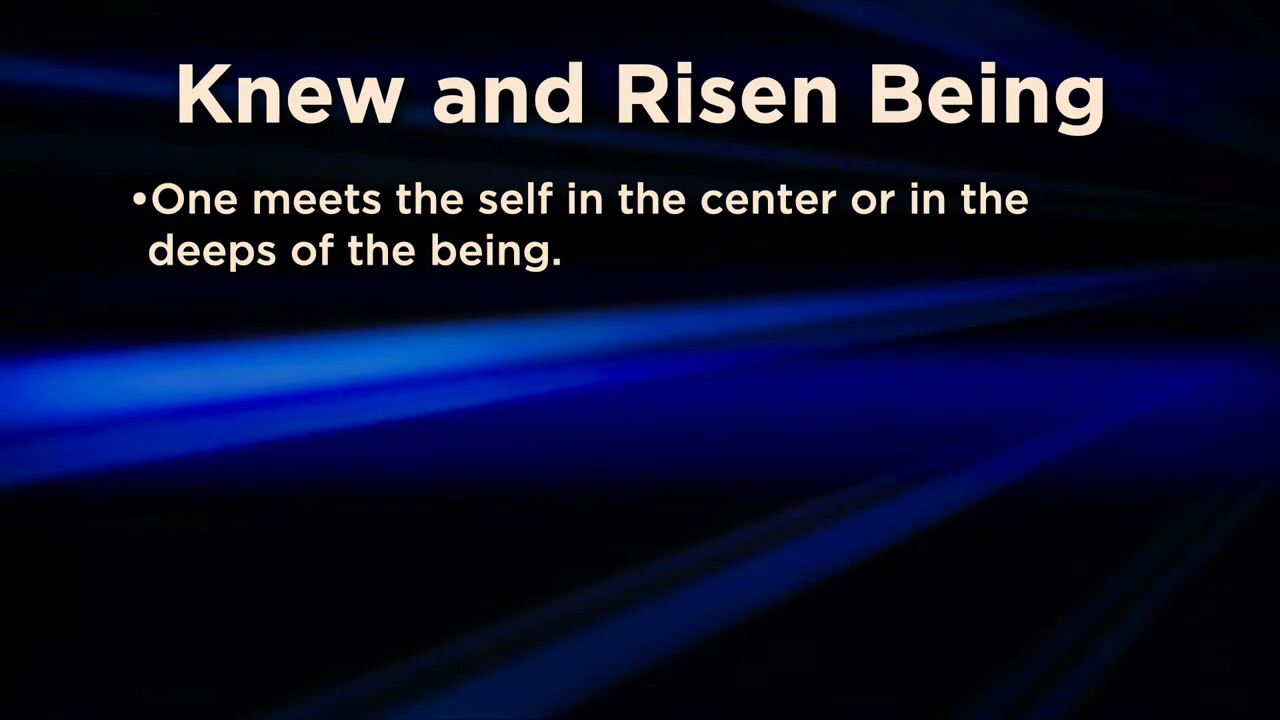 Knew and Risen Being
•One meets the self in the center or in the
deeps of the being.